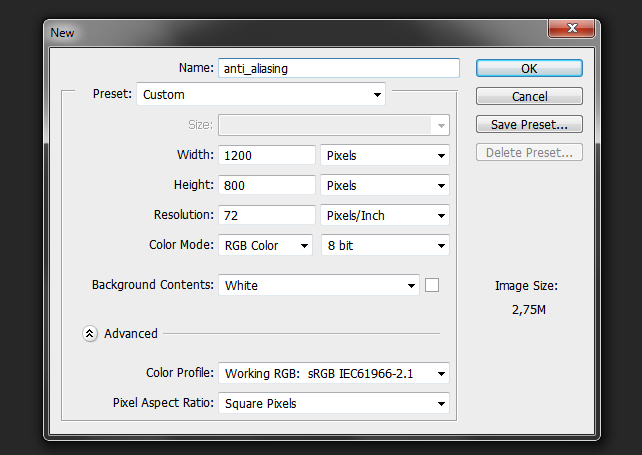 New
Name: anti_aliasing
OK
Preset: Custom
Cancel
Size:
Save Preset...
Width: 1200 Pixels
Delete Preset...
Height: 800 Pixels
Resolution: 72 Pixels/Inch
Color Mode: RGB Color 8 bit
Background Contents: White
Image Size:
2,75M
Advanced
Color Profile: Working RGB: sRGB IEC61966-2.1
Pixel Aspect Ratio: Square Pixels